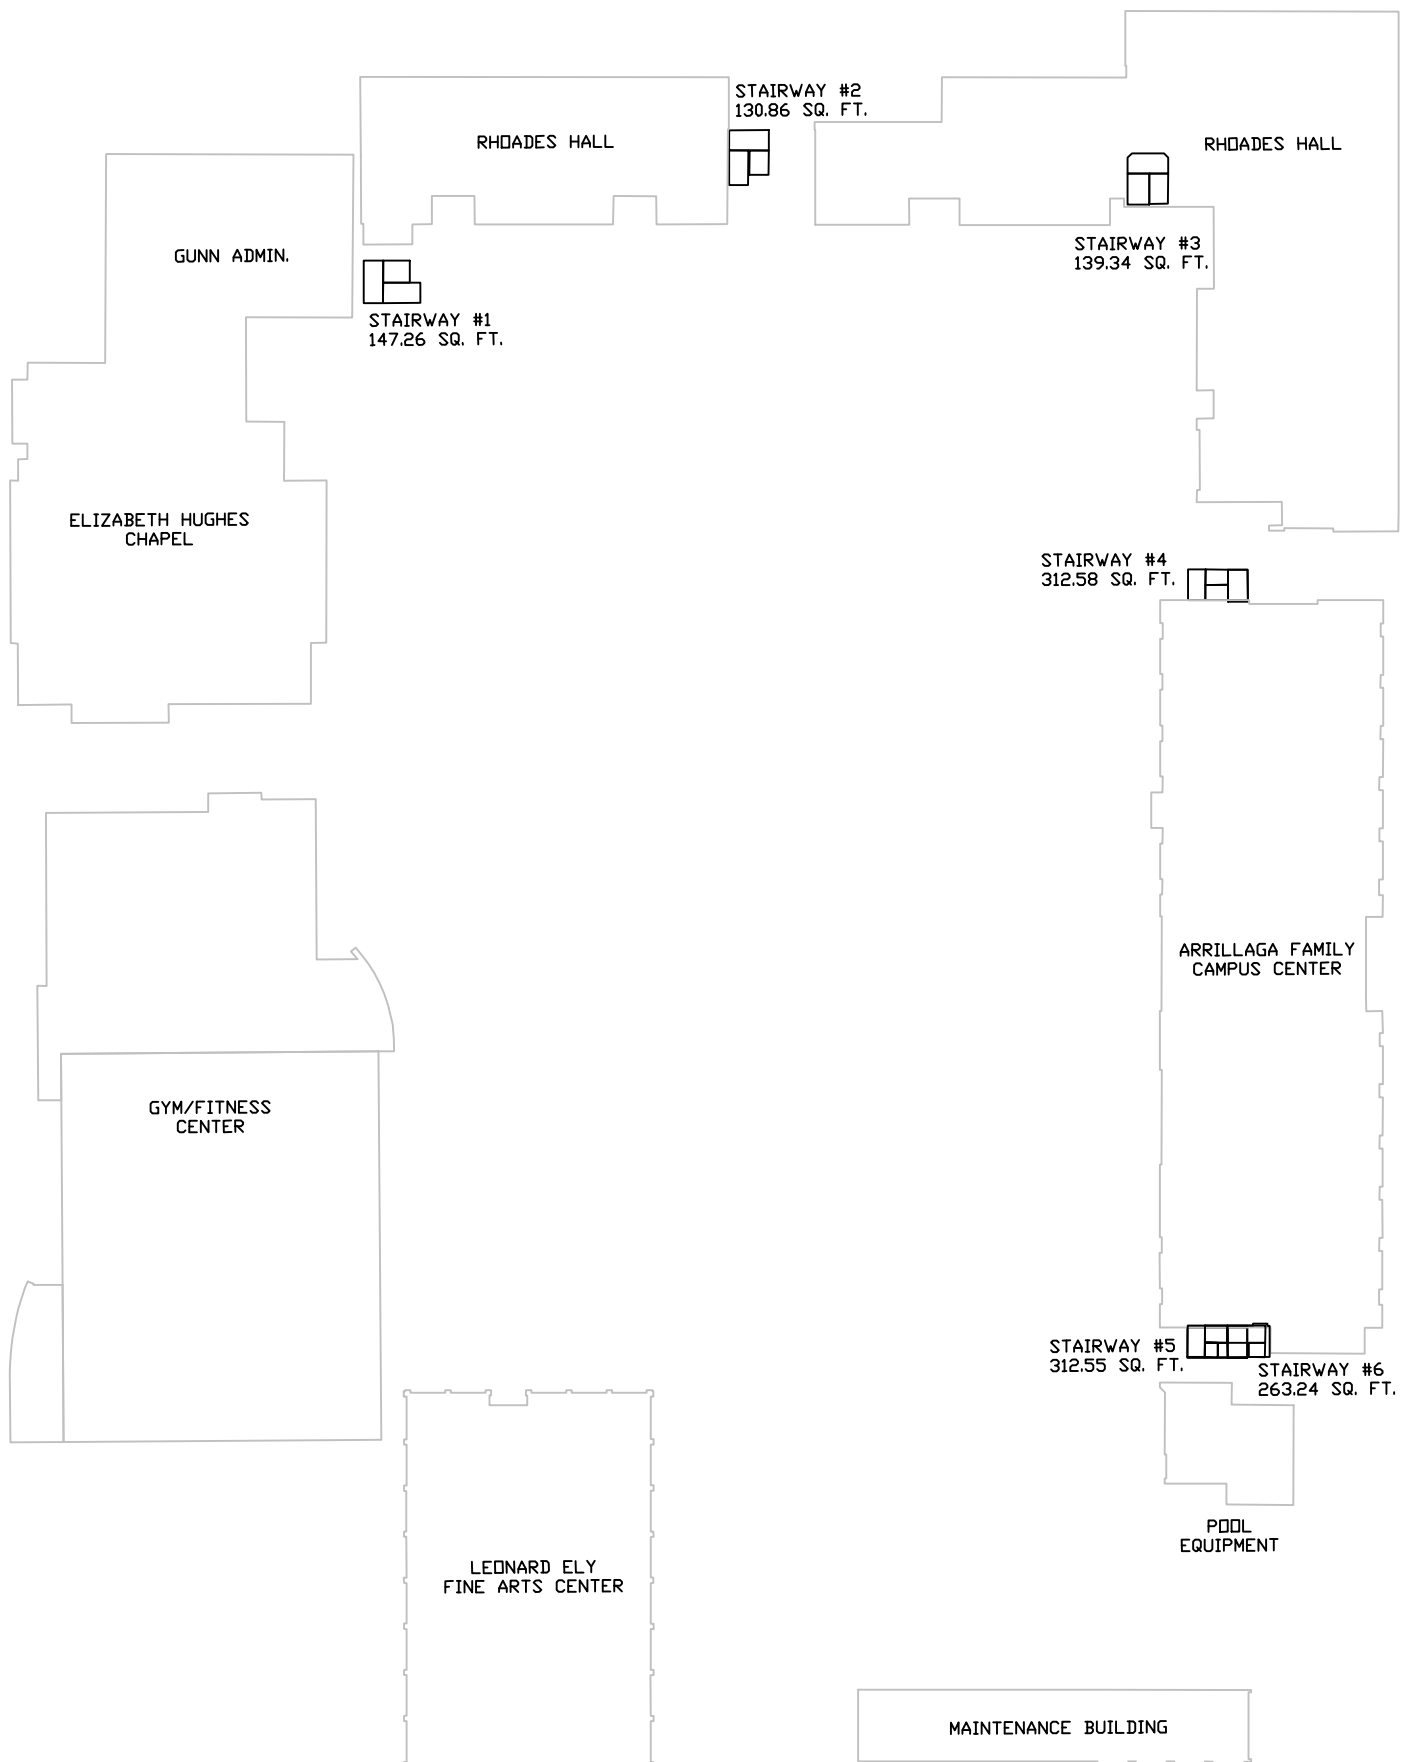 STAIRWAY #2
130.86 SQ. FT.
RHOADES HALL
RHOADES HALL
GUNN ADMIN.
STAIRWAY #3
139.34 SQ. FT.
STAIRWAY #1
147.26 SQ. FT.
ELIZABETH HUGHES
CHAPEL
STAIRWAY #4
312.58 SQ. FT.
ARRILLAGA FAMILY
CAMPUS CENTER
GYM/FITNESS
CENTER
STAIRWAY #5
312.55 SQ. FT.
STAIRWAY #6
263.24 SQ. FT.
POOL
EQUIPMENT
LEONARD ELY
FINE ARTS CENTER
MAINTENANCE BUILDING